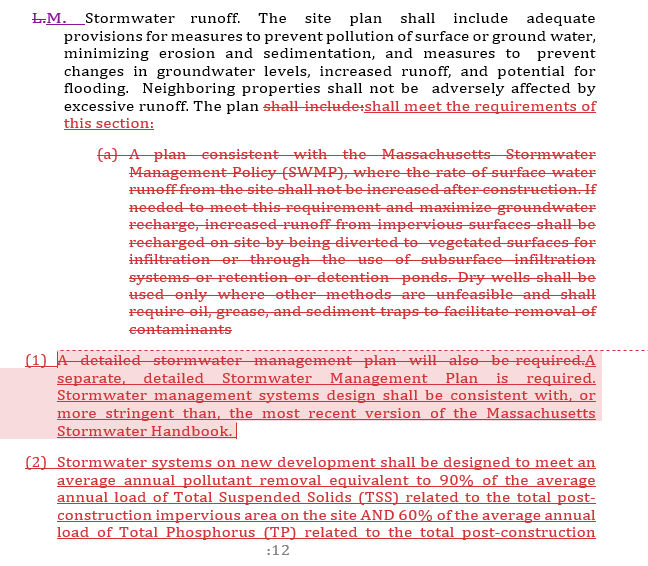 L.M. Stormwater runoff. The site plan shall include adequate
provisions for measures to prevent pollution of surface or ground water,
minimizing erosion and sedimentation, and measures to prevent
changes in groundwater levels, increased runoff, and potential for
flooding. Neighboring properties shall not be adversely affected by
excessive runoff. The plan shall include:shall meet the requirements of
this section:
(a) A plan consistent with the Massachusetts Stormwater
Management Policy (SWMP), where the rate of surface water
runoff from the site shall not be increased after construction. If
needed to meet this requirement and maximize groundwater
recharge, increased runoff from impervious surfaces shall be
recharged on site by being diverted to vegetated surfaces for
infiltration or through the use of subsurface infiltration
systems or retention or detention ponds. Dry wells shall be
used only where other methods are unfeasible and shall
require oil, grease, and sediment traps to facilitate removal of
contaminants
(1) A detailed stormwater management plan will also be required.A
separate, detailed Stormwater Management Plan is required.
Stormwater management systems design shall be consistent with, or
more stringent than, the most recent version of the Massachusetts
Stormwater Handbook.
(2) Stormwater systems on new development shall be designed to meet an
average annual pollutant removal equivalent to 90% of the average
annual load of Total Suspended Solids (TSS) related to the total post-
construction impervious area on the site AND 60% of the average annual
load of Total Phosphorus (TP) related to the total post-construction
:12